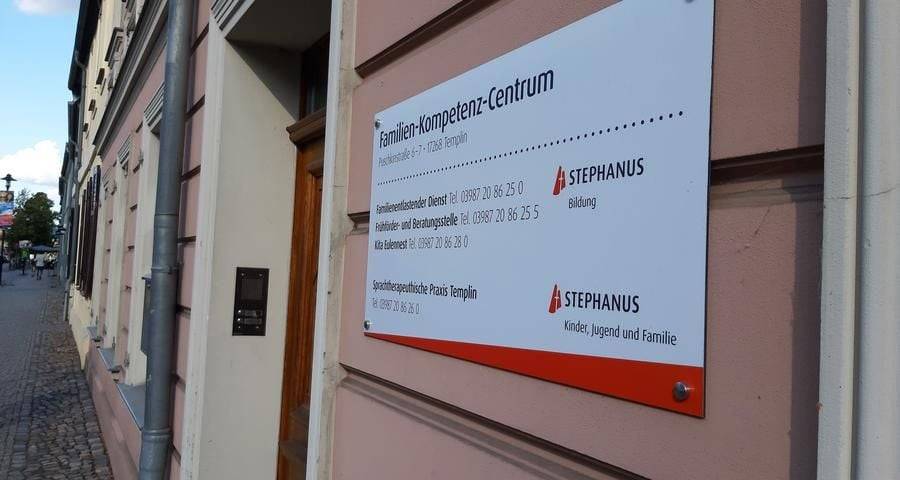 Familien-Kompetenz-Centrum
Puschkinstraße 6-7 • 17268 Templin
Familienentlastender Dienst Tel. 03987 20 86 25 0
Frühförder- und Beratungsstelle Tel. 03987 20 86 25 5
Kita Eulennest Tel. 03987 20 86 28 0
STEPHANUS
Bildung
Sprachtherapeuthische Praxis Templin
Tel. 03987 20 86 26 0
STEPHANUS
Kinder, Jugend und Familie